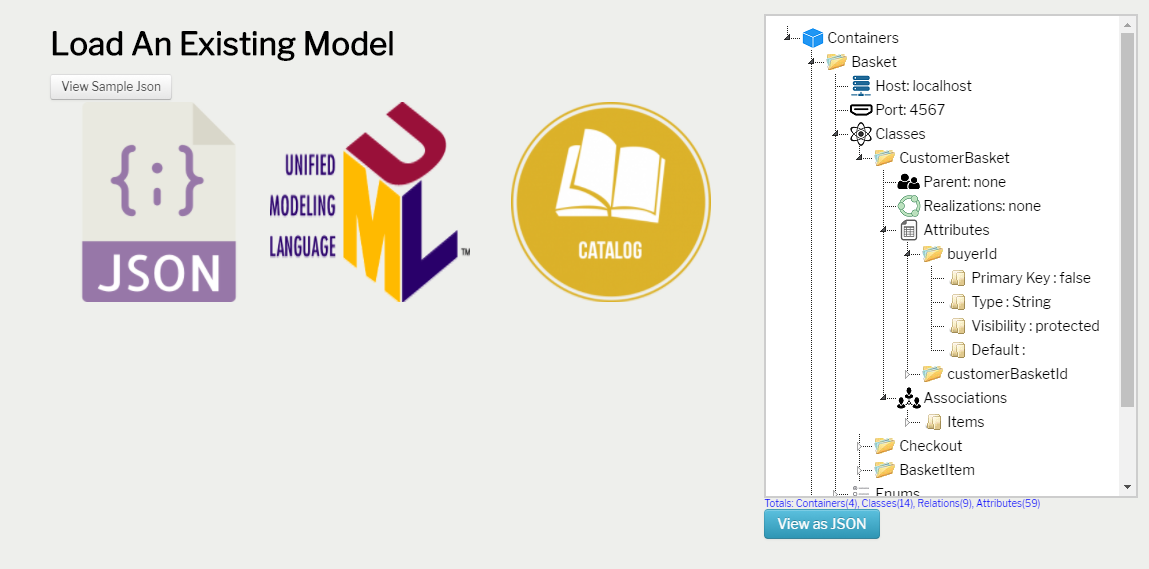 Load An Existing Model
View Sample Json
{;}
JSON
UNIFIED
MODELING
LANGUAGE
UML
™
CATALOG
Containers
Basket
Host: localhost
Port: 4567
Classes
CustomerBasket
Parent: none
Realizations: none
Attributes
buyerId
Primary Key : false
Type : String
Visibility : protected
Default :
customerBasketId
Associations
Items
Checkout
BasketItem
Enums
Totals: Containers(4), Classes(14), Relations(9), Attributes(59)
View as JSON